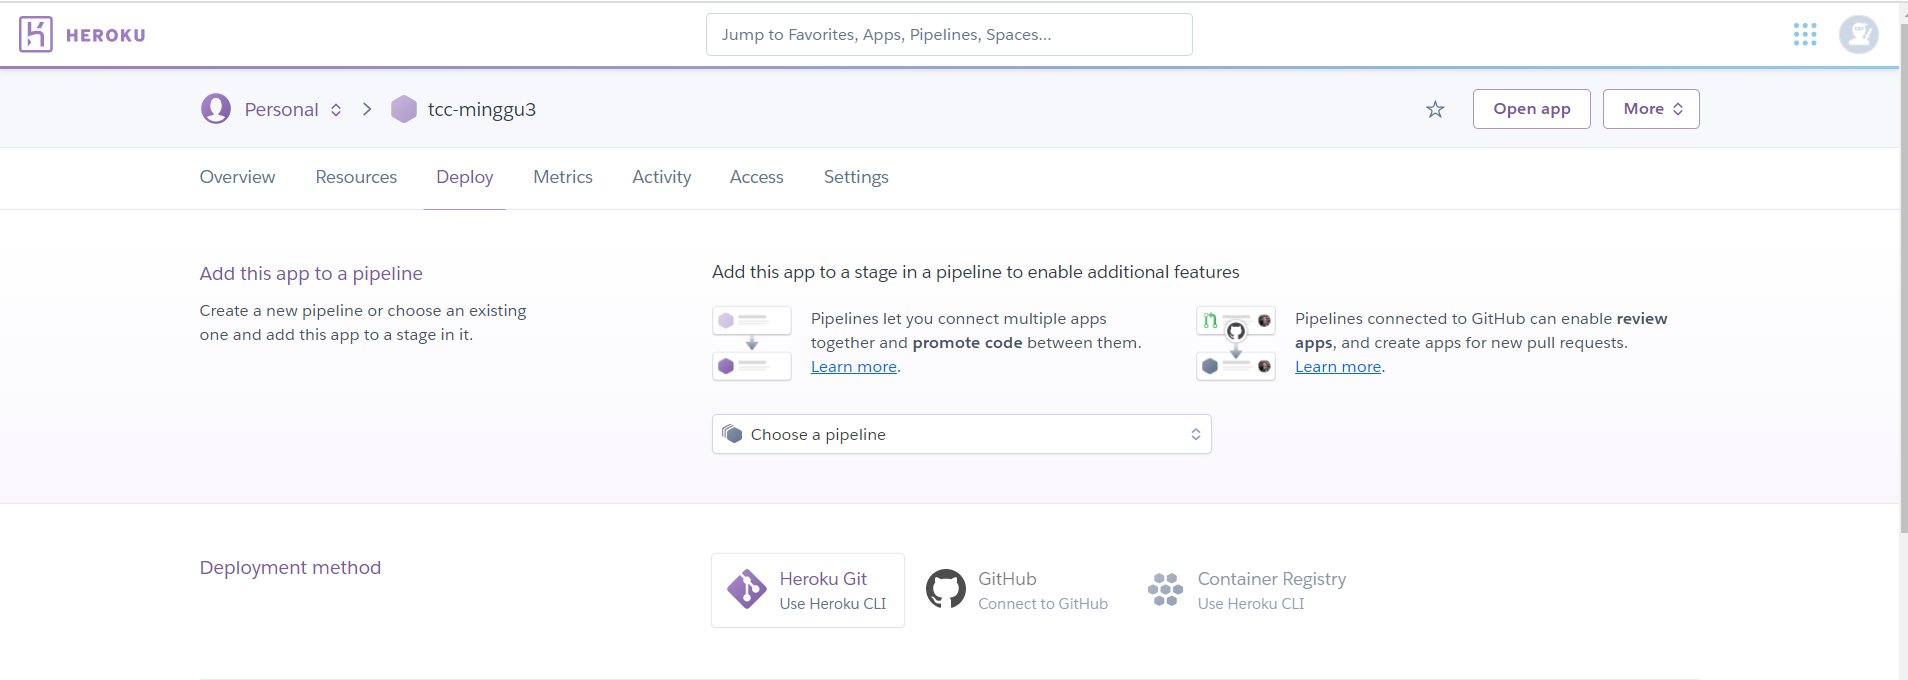 HEROKU
Jump to Favorites, Apps, Pipelines, Spaces...
Personal
tcc-minggu3
Open app
More
Overview
Resources
Deploy
Metrics
Activity
Access
Settings
Add this app to a pipeline
Create a new pipeline or choose an existing
one and add this app to a stage in it.
Add this app to a stage in a pipeline to enable additional features
Pipelines let you connect multiple apps
together and promote code between them.
Learn more.
Pipelines connected to GitHub can enable review
apps, and create apps for new pull requests.
Learn more.
Choose a pipeline
Deployment method
Heroku Git
Use Heroku CLI
GitHub
Connect to GitHub
Container Registry
Use Heroku CLI